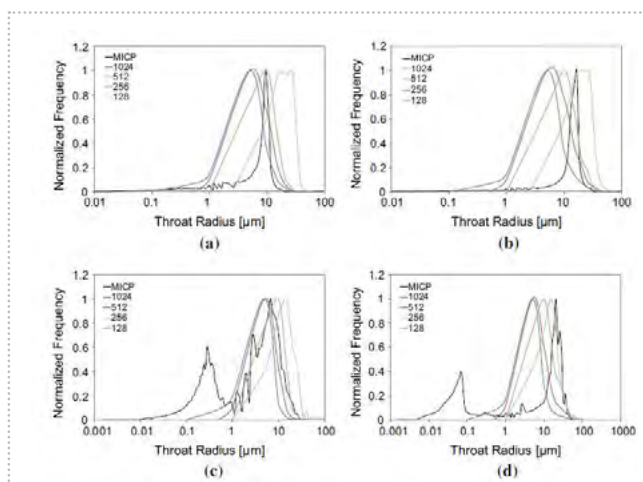 1.2
1
0.8
0.6
0.4
0.2
0
Normalized Frequency
MICP
1024
512
256
128
0.01 0.1 1 10 100
Throat Radius [µm]
(a)
1.2
1
0.8
0.6
0.4
0.2
0
Normalized Frequency
MICP
1024
512
256
128
0.01 0.1 1 10 100
Throat Radius [µm]
(b)
1.2
1
0.8
0.6
0.4
0.2
0
Normalized Frequency
MICP
1024
512
256
128
0.001 0.01 0.1 1 10 100
Throat Radius [µm]
(c)
1.2
1
0.8
0.6
0.4
0.2
0
Normalized Frequency
MICP
1024
512
256
128
0.001 0.01 0.1 1 10 100 1000
Throat Radius [µm]
(d)